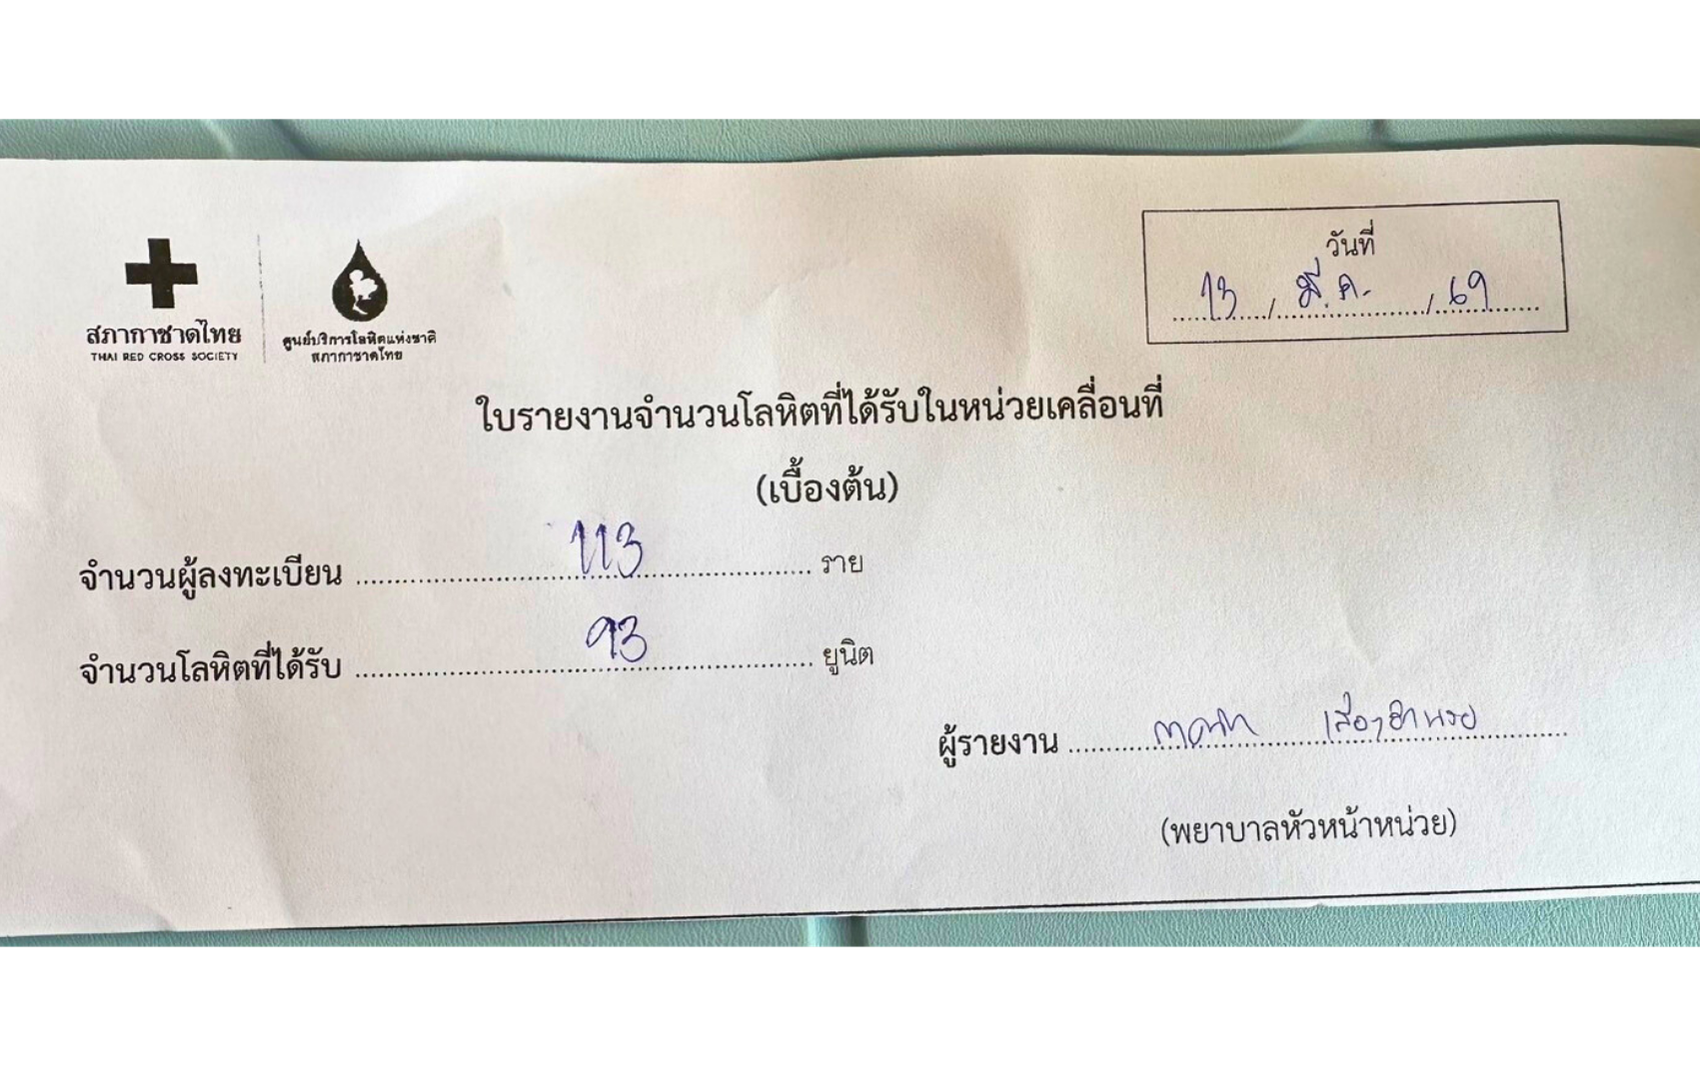 สภากาชาดไทย
THAI RED CROSS SOCIETY
ศูนย์บริการโลหิตแห่งชาติ
สภากาชาดไทย
วันที่
13 / มี.ค. / 69
ใบรายงานจำนวนโลหิตที่ได้รับในหน่วยเคลื่อนที่
(เบื้องต้น)
จำนวนผู้ลงทะเบียน 113 ราย
จำนวนโลหิตที่ได้รับ 93 ยูนิต
ผู้รายงาน
(พยาบาลหัวหน้าหน่วย)